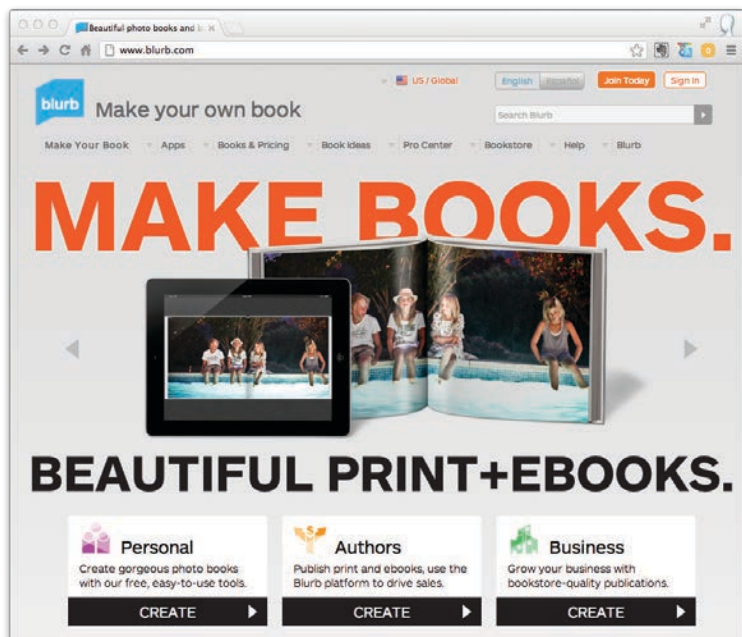 Beautiful photo books and b
www.blurb.com
US / Global
English
Español
Join Today
Sign In
blurb
Make your own book
Search Blurb
Make Your Book
Apps
Books & Pricing
Book Ideas
Pro Center
Bookstore
Help
Blurb
MAKE BOOKS.
BEAUTIFUL PRINT+EBOOKS.
Personal
Create gorgeous photo books
with our free, easy-to-use tools.
CREATE
Authors
Publish print and ebooks, use the
Blurb platform to drive sales.
CREATE
Business
Grow your business with
bookstore-quality publications.
CREATE